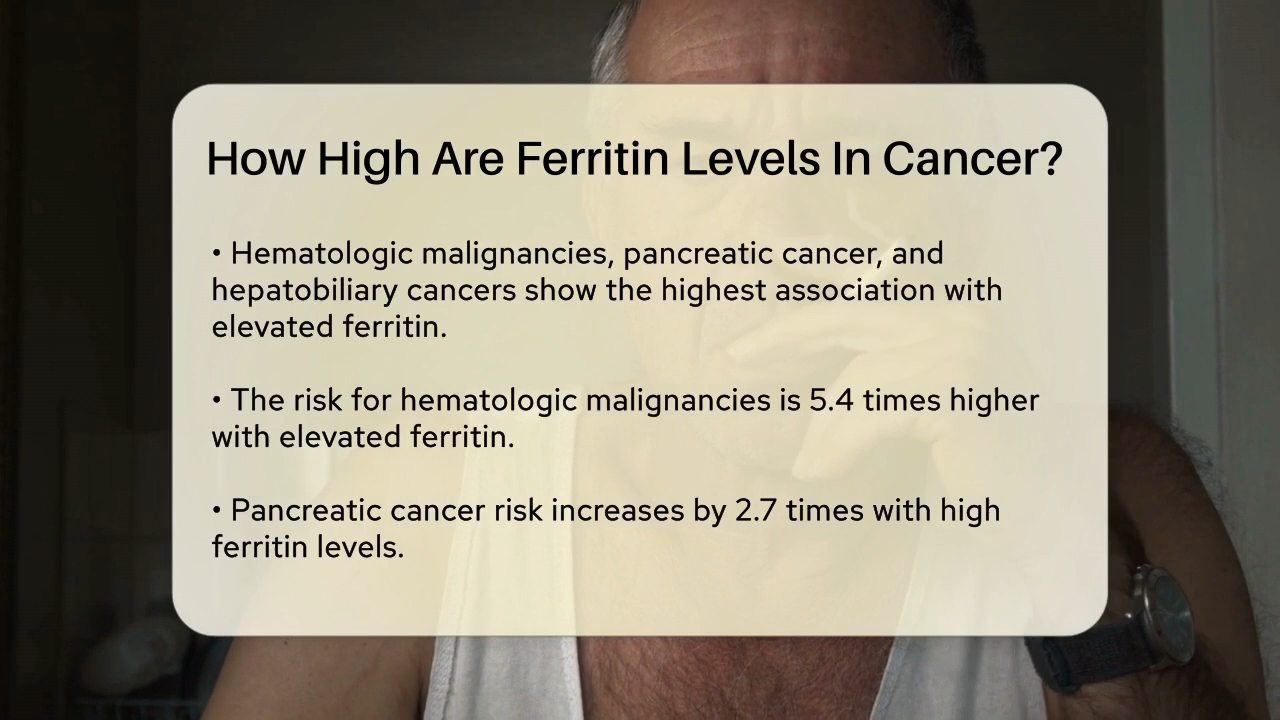 How High Are Ferritin Levels In Cancer?
• Hematologic malignancies, pancreatic cancer, and
hepatobiliary cancers show the highest association with
elevated ferritin.
• The risk for hematologic malignancies is 5.4 times higher
with elevated ferritin.
• Pancreatic cancer risk increases by 2.7 times with high
ferritin levels.